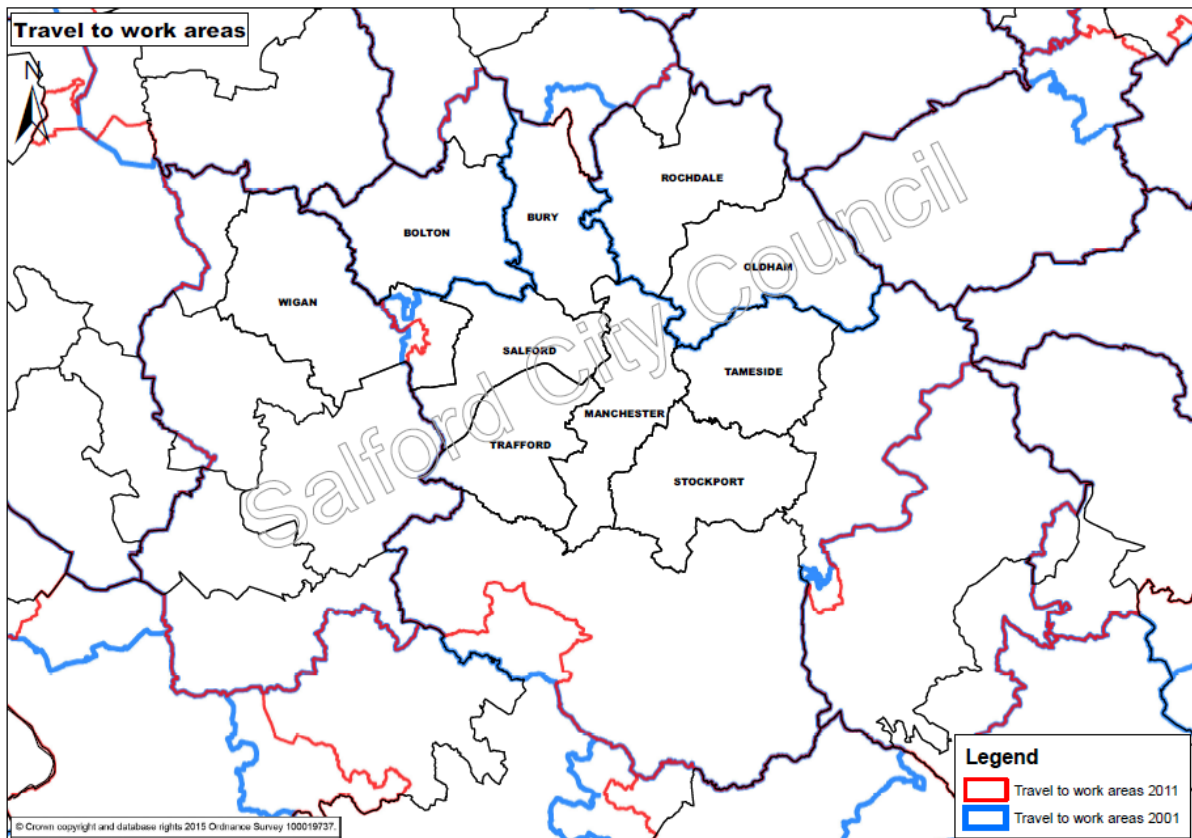 Travel to work areas
N
ROCHDALE
BURY
BOLTON
OLDHAM
WIGAN
SALFORD
TAMESIDE
MANCHESTER
TRAFFORD
STOCKPORT
Salford City Council
Legend
Travel to work areas 2011
Travel to work areas 2001
© Crown copyright and database rights 2015 Ordnance Survey 100019737.